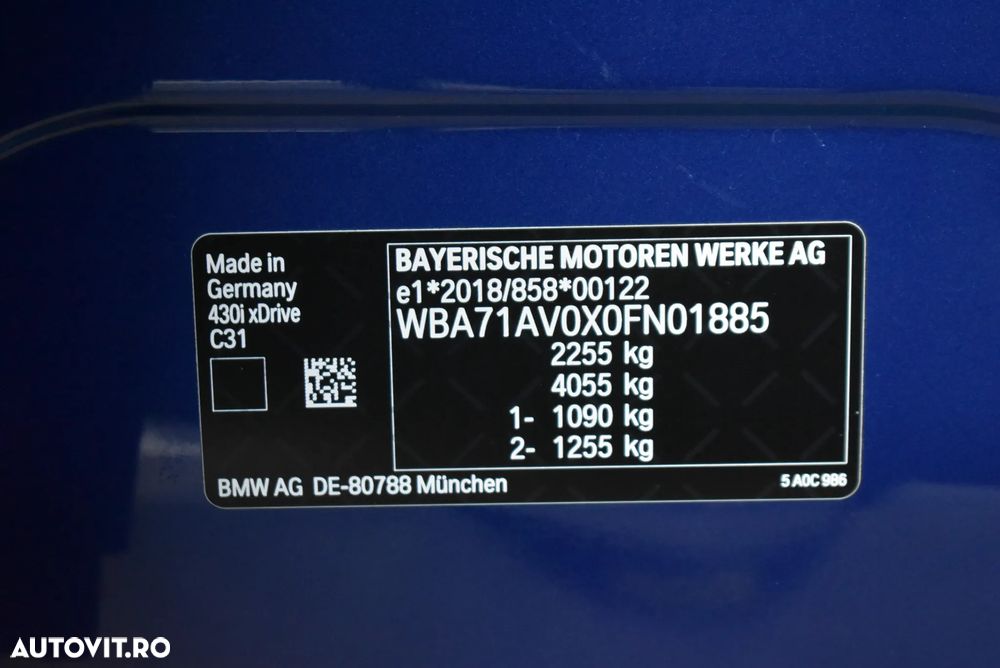 Made in
Germany
430i xDrive
C31
BAYERISCHE MOTOREN WERKE AG
e1*2018/858*00122
WBA71AV0X0FN01885
2255 kg
4055 kg
1- 1090 kg
2- 1255 kg
BMW AG DE-80788 München
5 A0C 986
AUTOVIT.RO